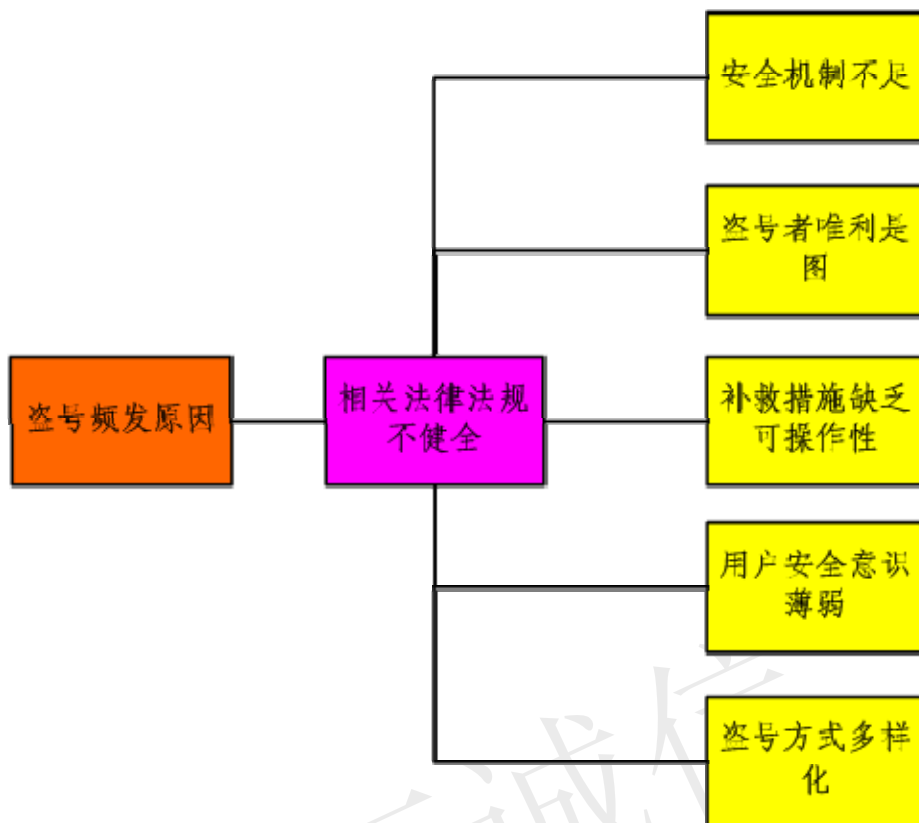 安全机制不足
盗号者唯利是
图
盗号频发原因
相关法律法规
不健全
补救措施缺乏
可操作性
用户安全意识
薄弱
盗号方式多样
化
诚信